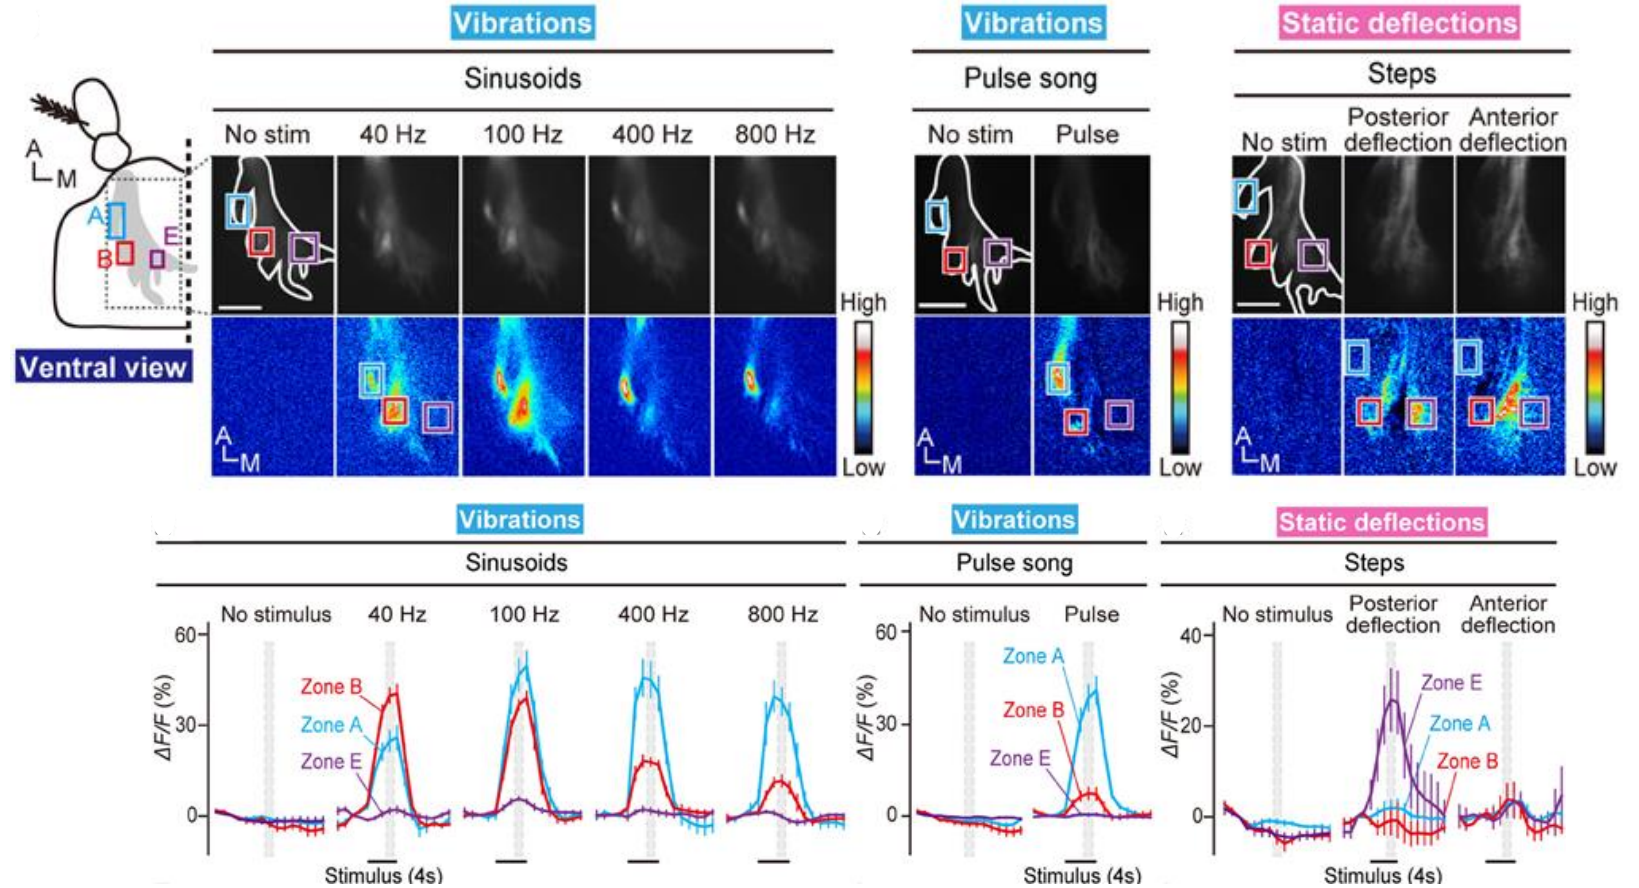 Vibrations
Vibrations
Static deflections
Sinusoids
Pulse song
Steps
No stim
40 Hz
100 Hz
400 Hz
800 Hz
No stim
Pulse
No stim
Posterior
deflection
Anterior
deflection
A
M
A
B
E
Ventral view
A
M
High
Low
A
M
High
Low
A
M
High
Low
Vibrations
Vibrations
Static deflections
Sinusoids
Pulse song
Steps
No stimulus
40 Hz
100 Hz
400 Hz
800 Hz
No stimulus
Pulse
No stimulus
Posterior
deflection
Anterior
deflection
ΔF/F (%)
60
30
0
Zone B
Zone A
Zone E
Stimulus (4s)
ΔF/F (%)
60
30
0
Zone A
Zone B
Zone E
Stimulus (4s)
ΔF/F (%)
40
20
0
Zone E
Zone A
Zone B
Stimulus (4s)